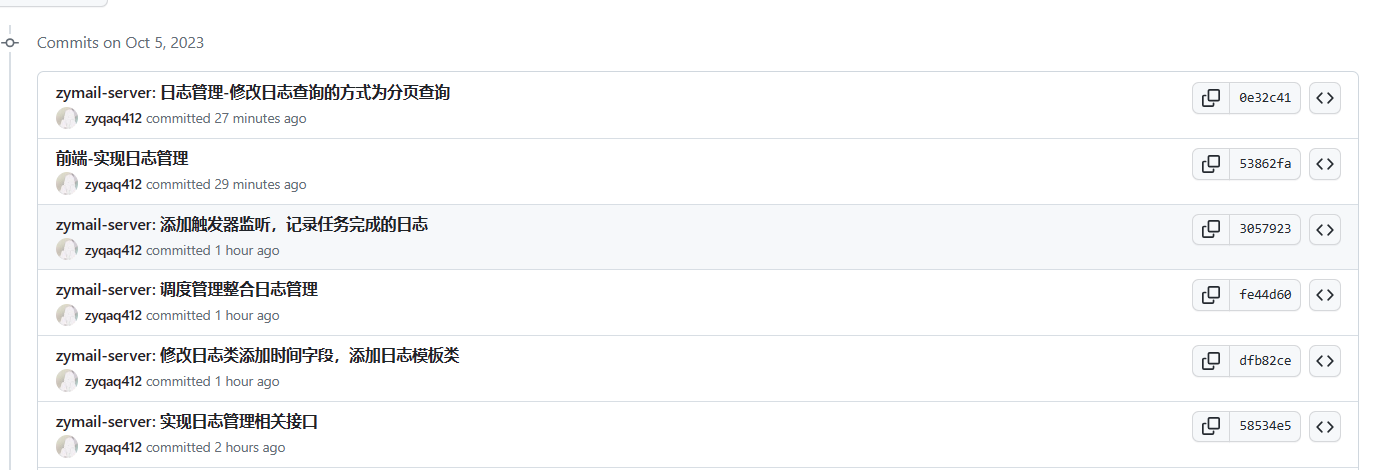 Commits on Oct 5, 2023
zymail-server: 日志管理-修改日志查询的方式为分页查询
zyqaq412 committed 27 minutes ago
0e32c41
前端-实现日志管理
zyqaq412 committed 29 minutes ago
53862fa
zymail-server: 添加触发器监听，记录任务完成的日志
zyqaq412 committed 1 hour ago
3057923
zymail-server: 调度管理整合日志管理
zyqaq412 committed 1 hour ago
fe44d60
zymail-server: 修改日志类添加时间字段，添加日志模板类
zyqaq412 committed 1 hour ago
dfb82ce
zymail-server: 实现日志管理相关接口
zyqaq412 committed 2 hours ago
58534e5